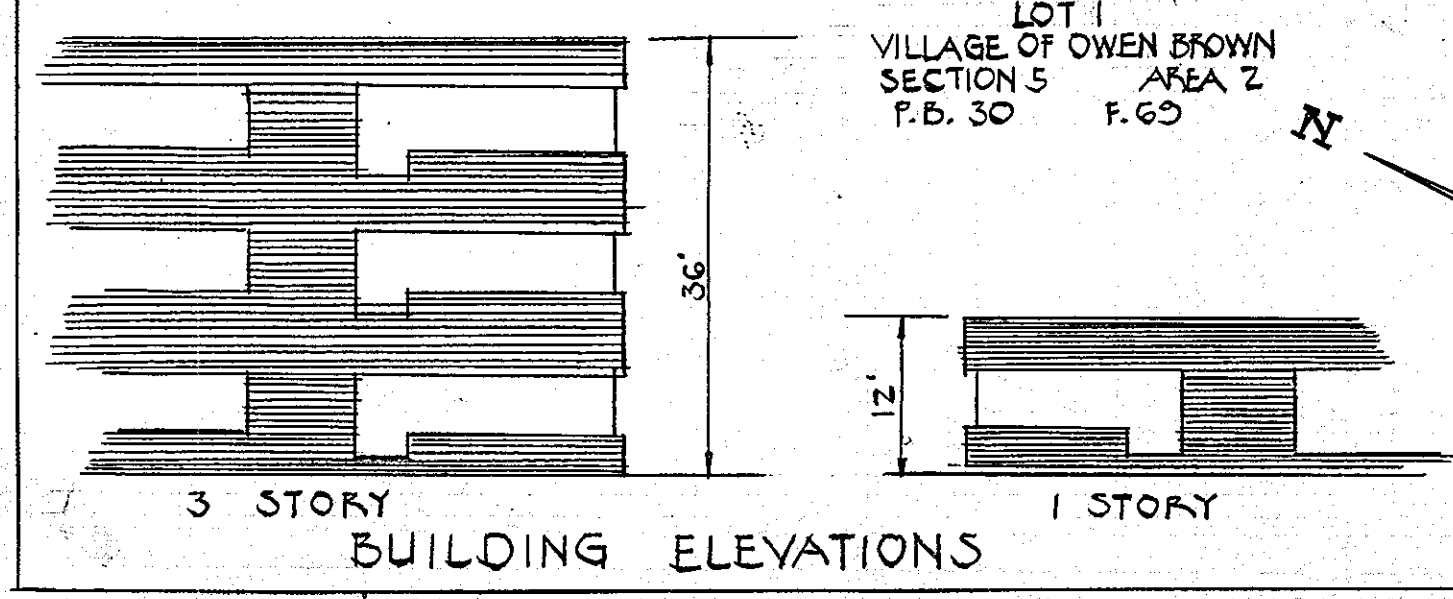 LOT 1
VILLAGE OF OWEN BROWN
SECTION 5 AREA 2
P.B. 30 F. 69
N
36'
12'
3 STORY
1 STORY
BUILDING ELEVATIONS